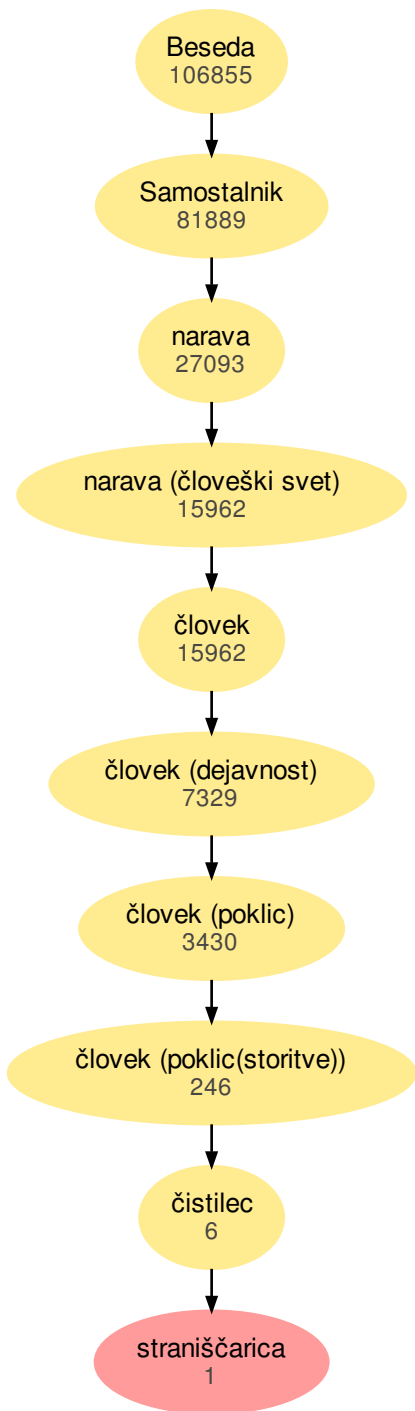 Beseda
106855
Samostalnik
81889
narava
27093
narava (človeški svet)
15962
človek
15962
človek (dejavnost)
7329
človek (poklic)
3430
človek (poklic(storitve))
246
čistilec
6
straniščarica
1